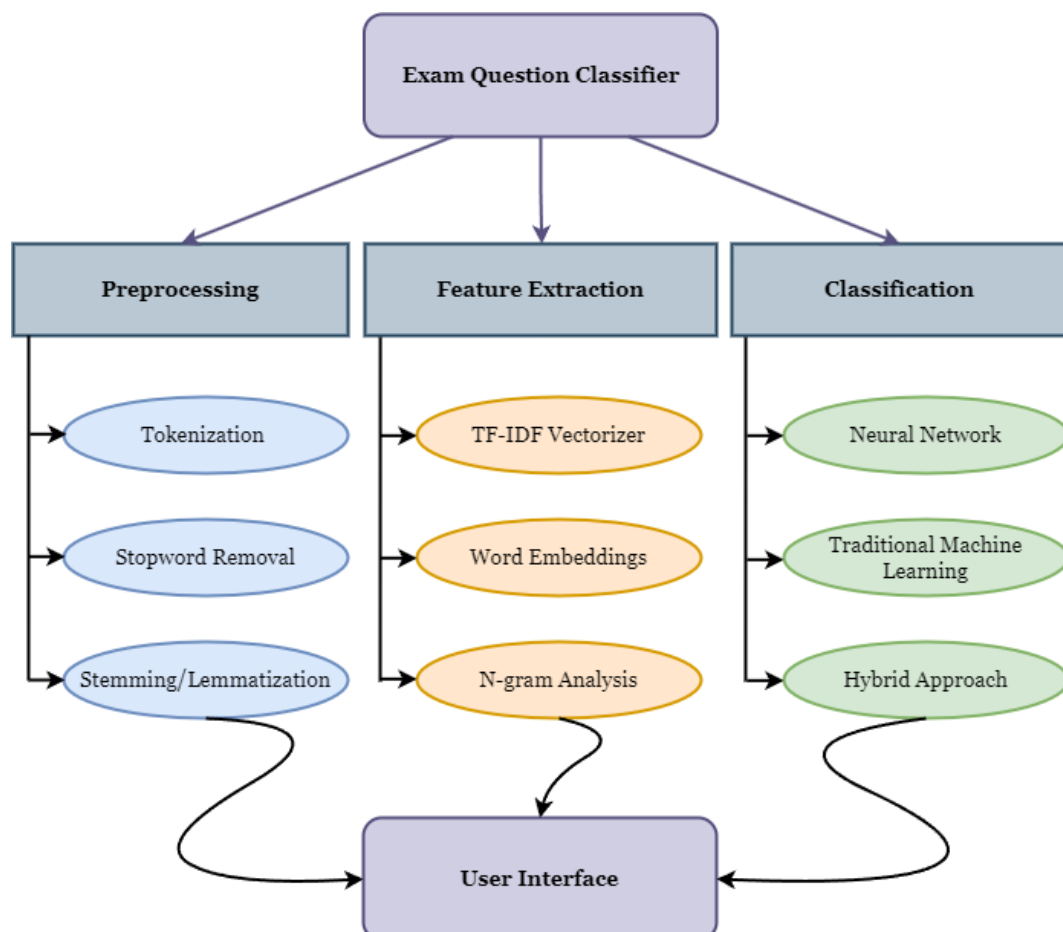 Exam Question Classifier
Preprocessing
Feature Extraction
Classification
Tokenization
TF-IDF Vectorizer
Neural Network
Stopword Removal
Word Embeddings
Traditional Machine
Learning
Stemming/Lemmatization
N-gram Analysis
Hybrid Approach
User Interface